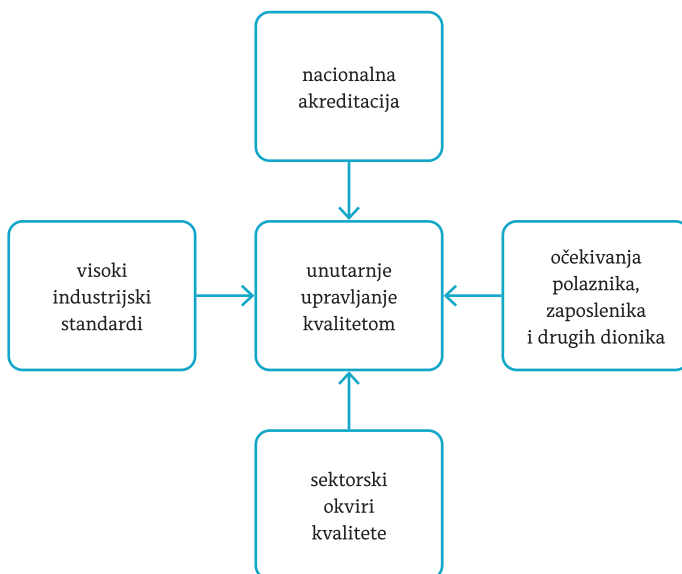 nacionalna
akreditacija
visoki
industrijski
standardi
unutarnje
upravljanje
kvalitetom
očekivanja
polaznika,
zaposlenika
i drugih dionika
sektorski
okviri
kvalitete